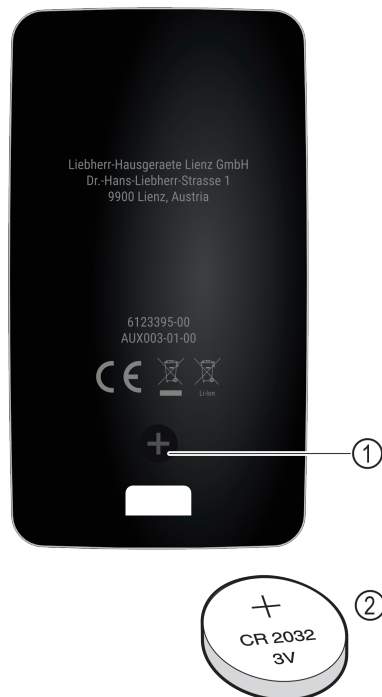 Liebherr-Hausgeraete Lienz GmbH
Dr.-Hans-Liebherr-Strasse 1
9900 Lienz, Austria
6123395-00
AUX003-01-00
CE
Li-Ion
+
1
2
+
CR 2032
3V